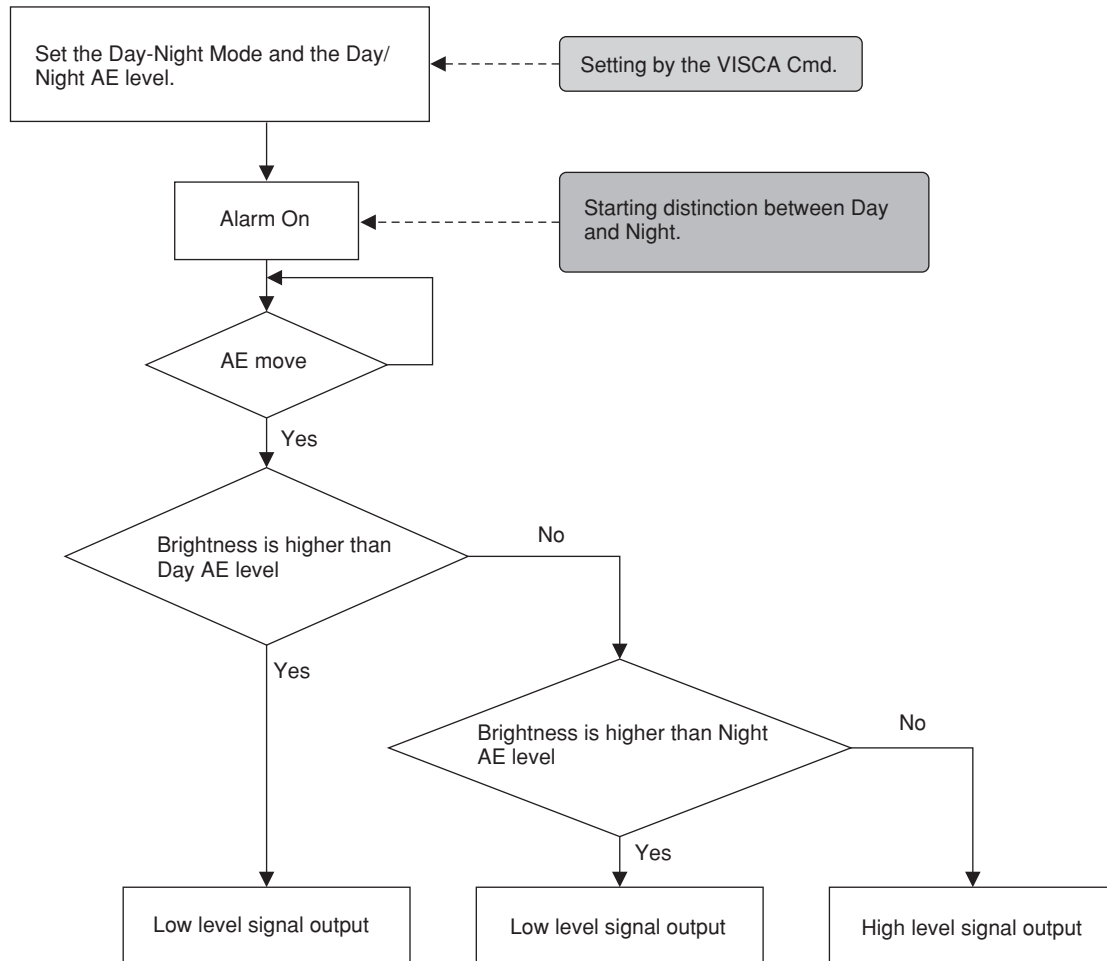 Set the Day-Night Mode and the Day/
Night AE level.
Setting by the VISCA Cmd.
Alarm On
Starting distinction between Day
and Night.
AE move
Yes
Brightness is higher than
Day AE level
No
Yes
Brightness is higher than Night
AE level
No
Yes
Low level signal output
Low level signal output
High level signal output